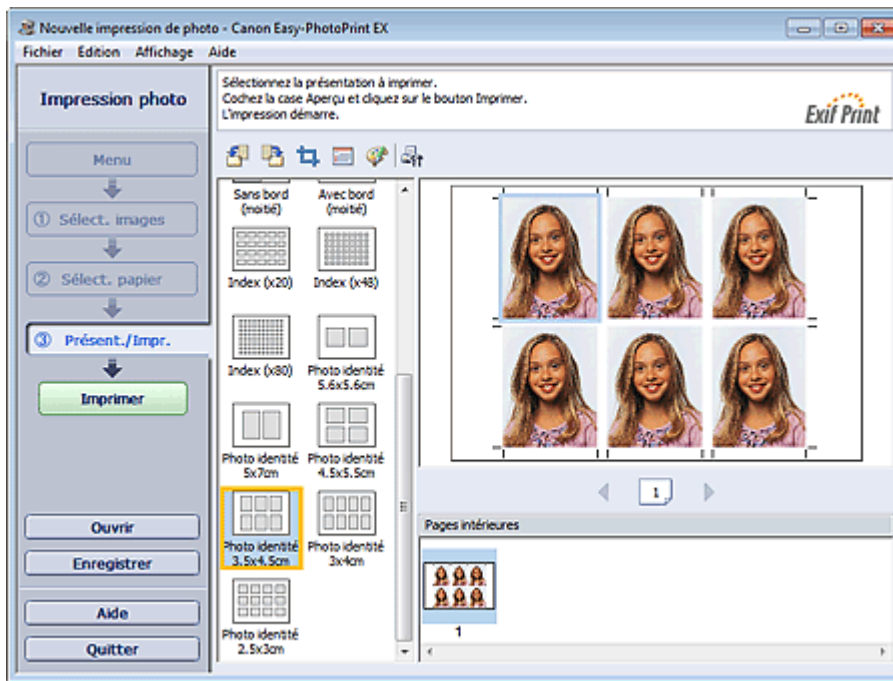 Nouvelle impression de photo - Canon Easy-PhotoPrint EX
Fichier Edition Affichage Aide
Impression photo
Sélectionnez la présentation à imprimer.
Cochez la case Aperçu et cliquez sur le bouton Imprimer.
L'impression démarre.
Exif Print
Menu
① Sélect. images
② Sélect. papier
③ Présent./Impr.
Imprimer
Ouvrir
Enregistrer
Aide
Quitter
Sans bord
(moitié)
Avec bord
(moitié)
Index (x20)
Index (x48)
Index (x80)
Photo identité
5.6x5.6cm
Photo identité
5x7cm
Photo identité
4.5x5.5cm
Photo identité
3.5x4.5cm
Photo identité
3x4cm
Photo identité
2.5x3cm
1
Pages intérieures
1